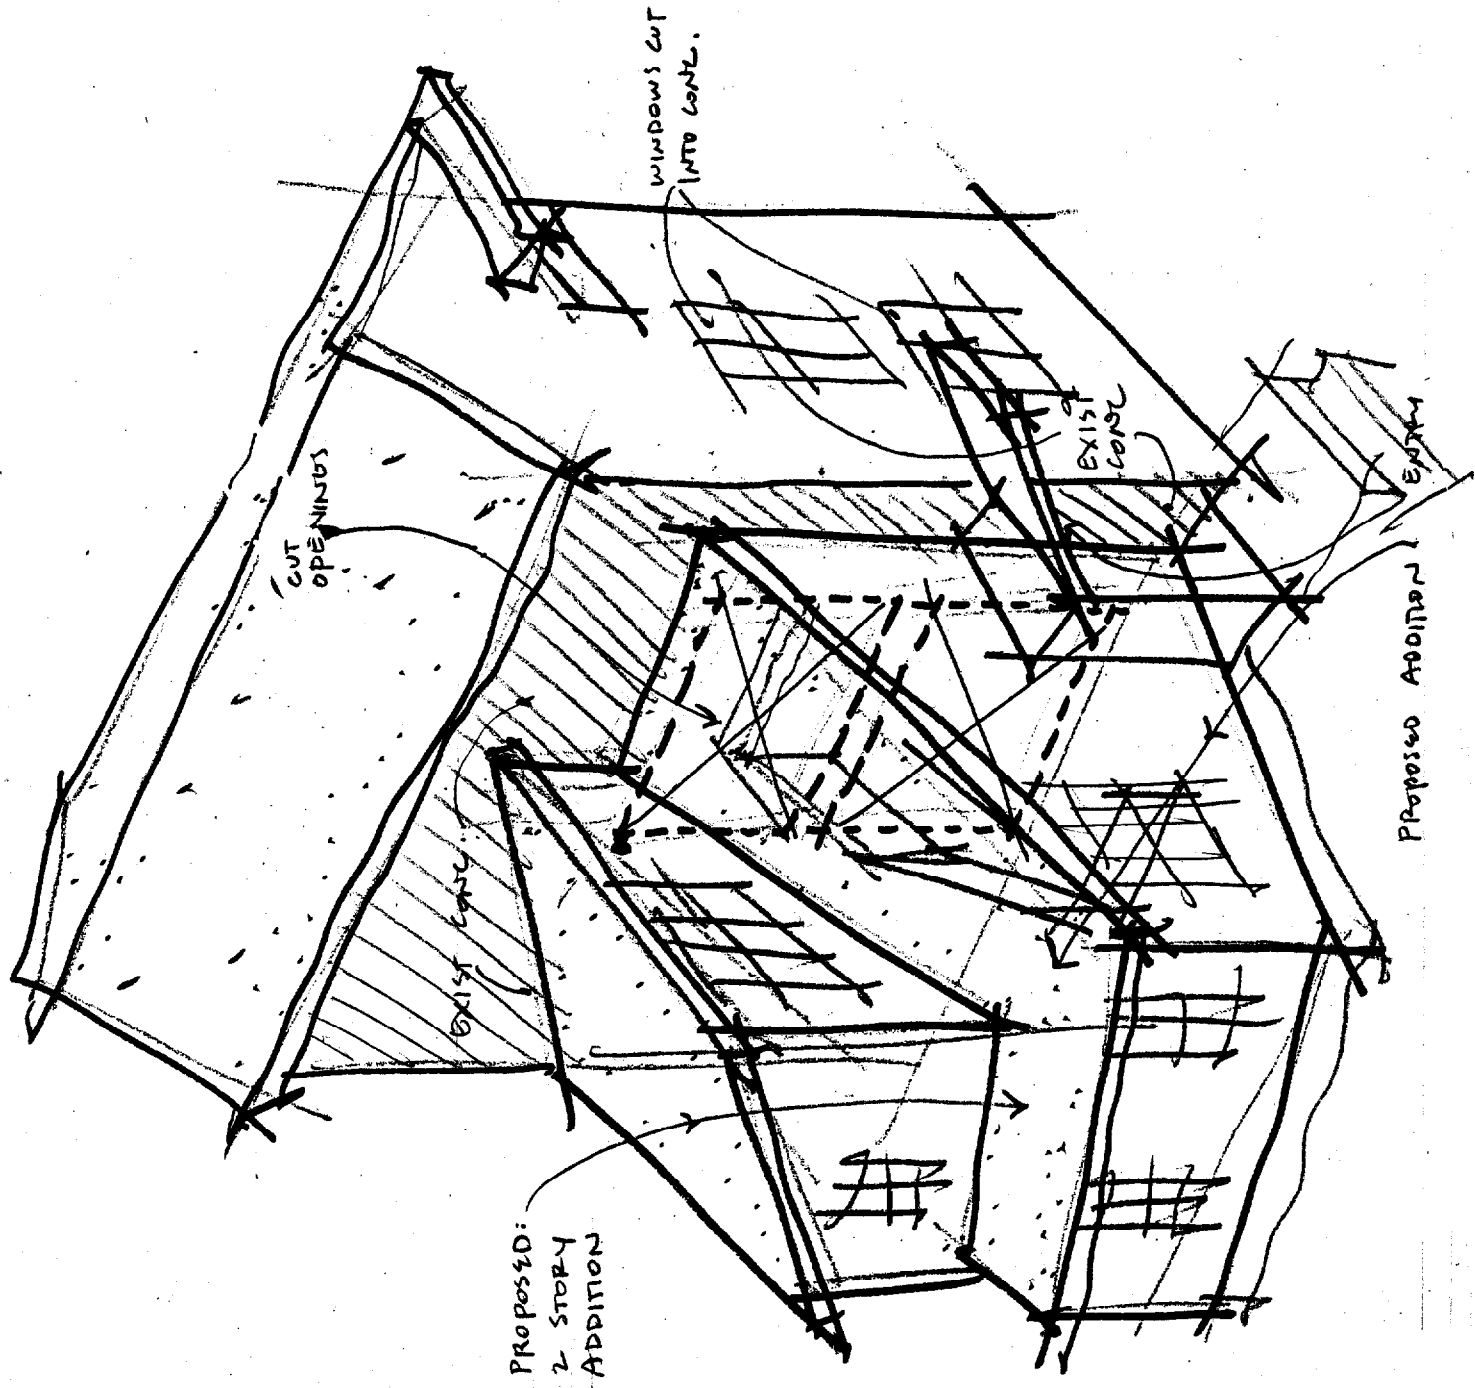 PROPOSED:
2 STORY
ADDITION
EXIST CONC.
CUT
OPENINGS
WINDOWS CUT
INTO CONC.
EXIST
CONC
PROPOSED ADDITION
ENTRY